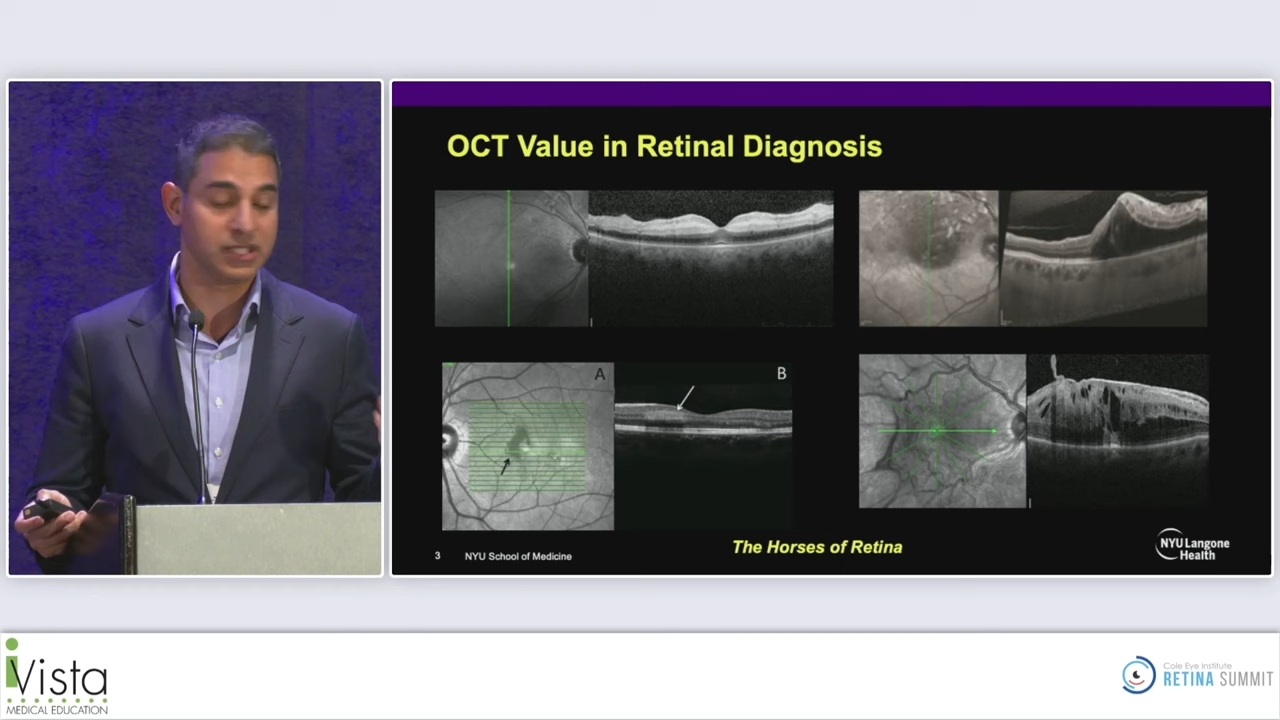 OCT Value in Retinal Diagnosis
A
B
The Horses of Retina
3
NYU School of Medicine
NYU Langone
Health
iVista
MEDICAL EDUCATION
Cole Eye Institute
RETINA SUMMIT